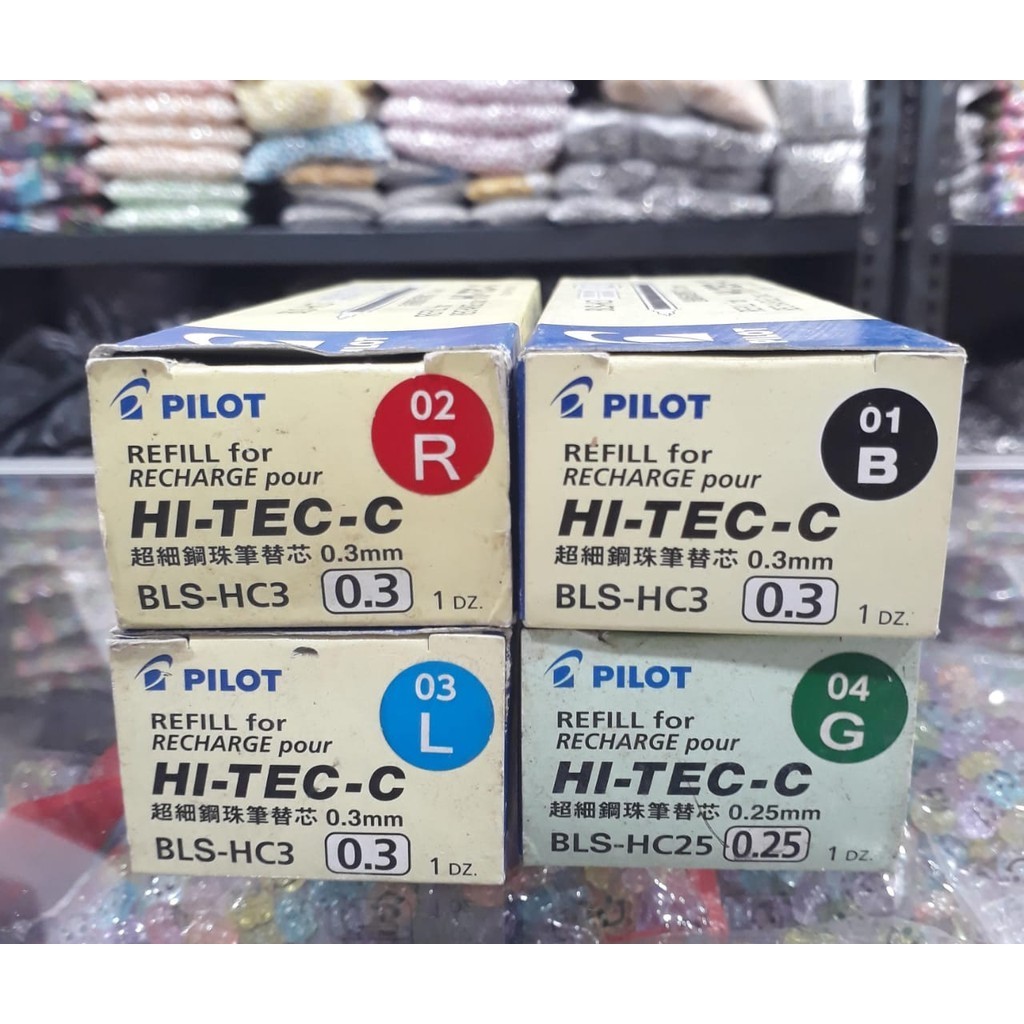 PILOT
02
R
REFILL for
RECHARGE pour
HI-TEC-C
超細鋼珠筆替芯 0.3mm
BLS-HC3 0.3 1 DZ.
PILOT
PILOT
01
B
REFILL for
RECHARGE pour
HI-TEC-C
超細鋼珠筆替芯 0.3mm
BLS-HC3 0.3 1 DZ.
PILOT
03
L
REFILL for
RECHARGE pour
HI-TEC-C
超細鋼珠筆替芯 0.3mm
BLS-HC3 0.3 1 DZ.
PILOT
04
G
REFILL for
RECHARGE pour
HI-TEC-C
超細鋼珠筆替芯 0.25mm
BLS-HC25 0.25 1 DZ.